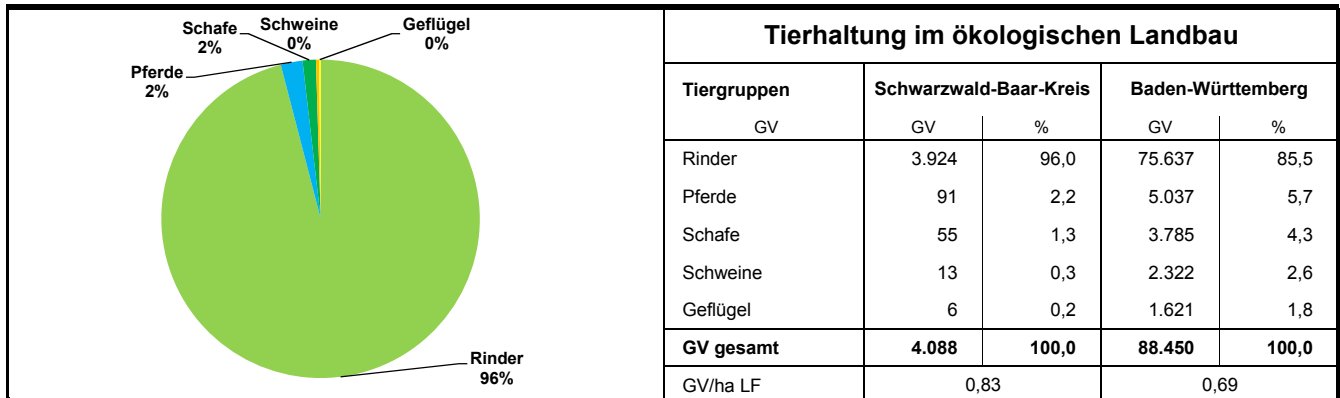 Schafe
2%
Schweine
0%
Geflügel
0%
Pferde
2%
Rinder
96%
Tierhaltung im ökologischen Landbau
Tiergruppen Schwarzwald-Baar-Kreis Baden-Württemberg
GV GV % GV %
Rinder 3.924 96,0 75.637 85,5
Pferde 91 2,2 5.037 5,7
Schafe 55 1,3 3.785 4,3
Schweine 13 0,3 2.322 2,6
Geflügel 6 0,2 1.621 1,8
GV gesamt 4.088 100,0 88.450 100,0
GV/ha LF 0,83 0,69